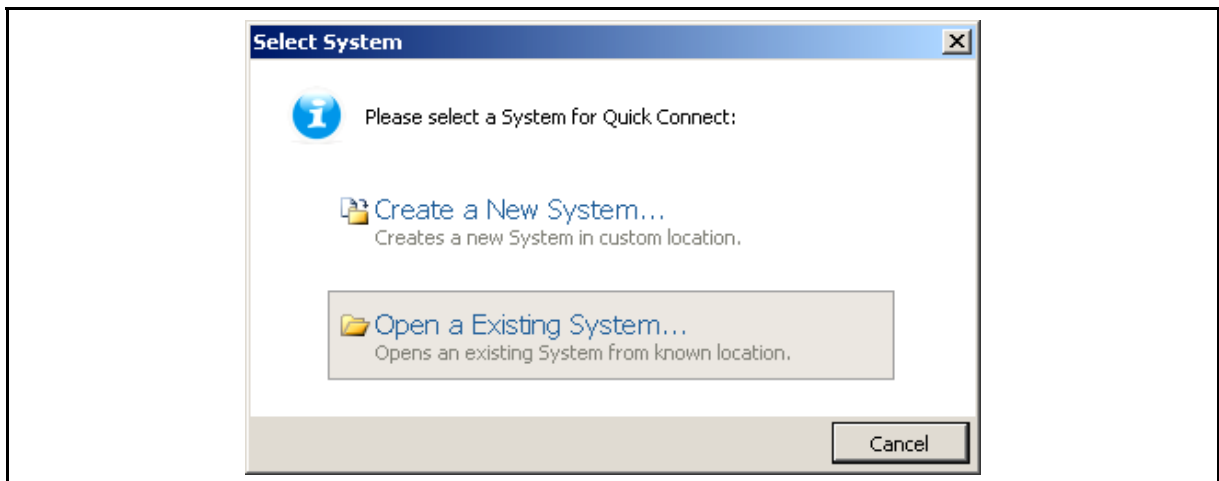 Select System
Please select a System for Quick Connect:
Create a New System...
Creates a new System in custom location.
Open a Existing System...
Opens an existing System from known location.
Cancel